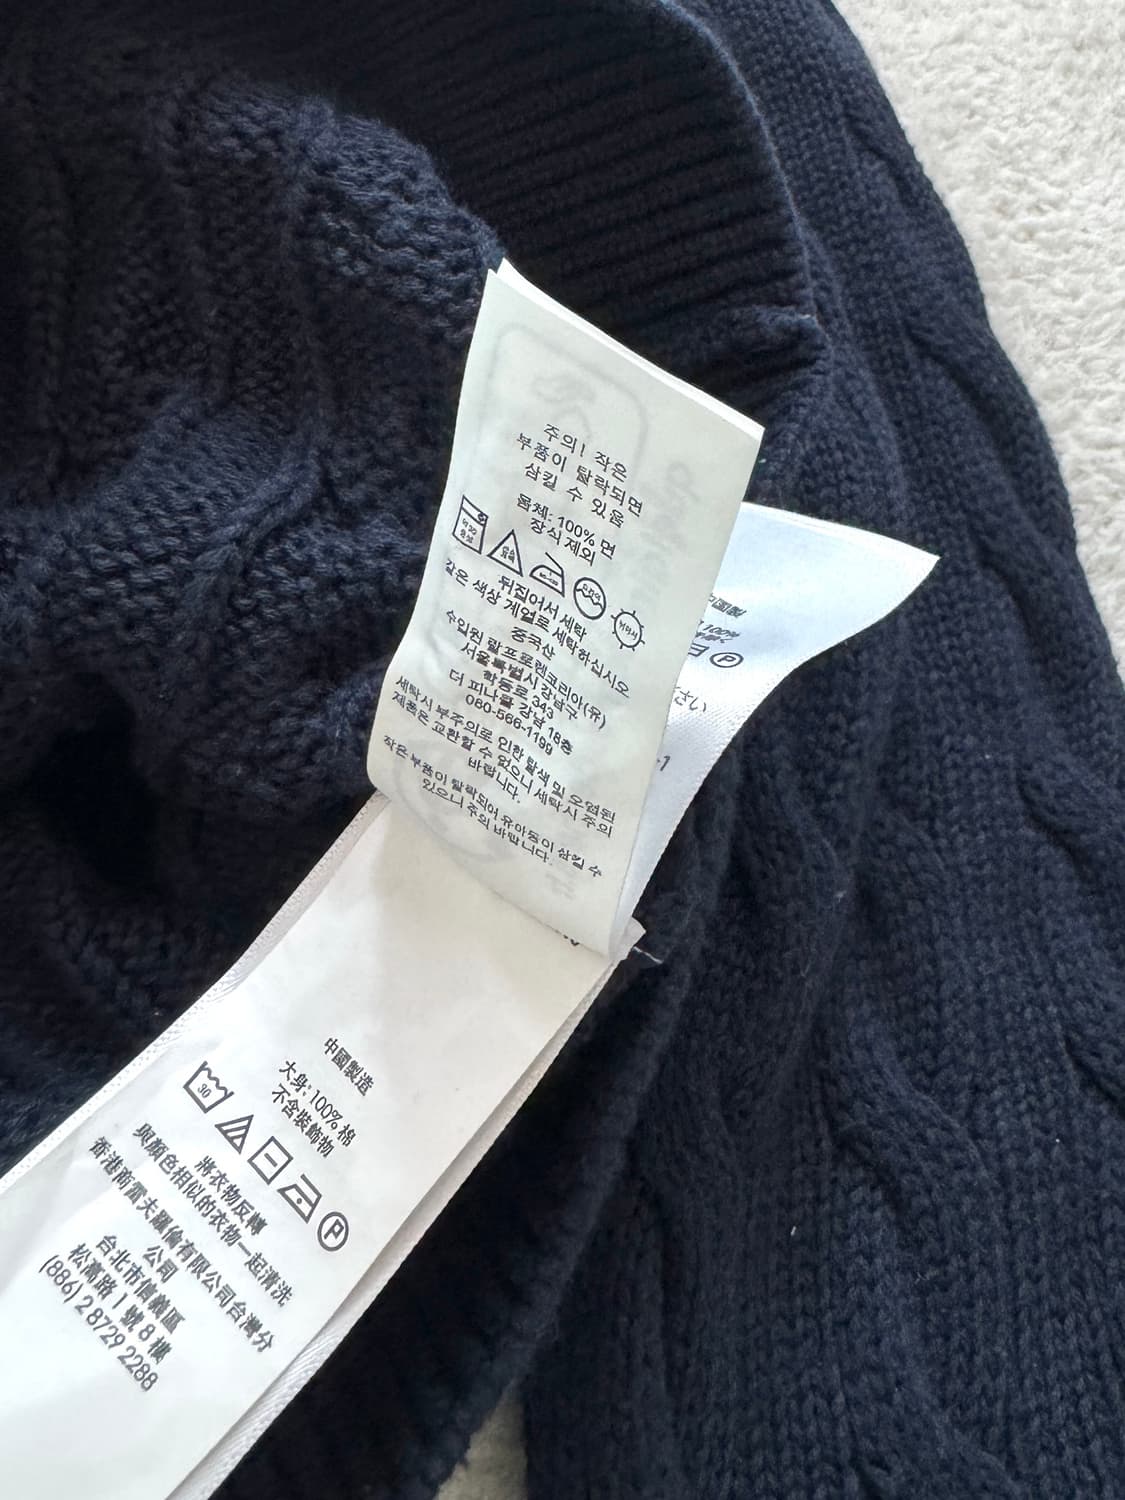 주의! 작은
부품이 탈락되면
삼킬 수 있음
몸체: 100% 면
장식제외
뒤집어서 세탁
같은 색상 계열로 세탁하십시오
중국산
수입원 랄프로렌코리아(유)
서울특별시 강남구
학동로 343
더 피나클 강남 18층
080-566-1199
세탁시 부주의로 인한 탈색 및 오염된
제품은 교환할 수 없으니 세탁시 주의
바랍니다.
작은 부품이 탈락되어 유아동이 삼킬 수
있으니 주의 바랍니다.
中國製
100%
P
さい
-1
中國製造
大身: 100% 棉
不含裝飾物
30
P
將衣物反轉
與顏色相似的衣物一起清洗
香港商雷夫羅倫有限公司台灣分
公司
台北市信義區
松高路 1 號 8 樓
(886) 2 8729 2288